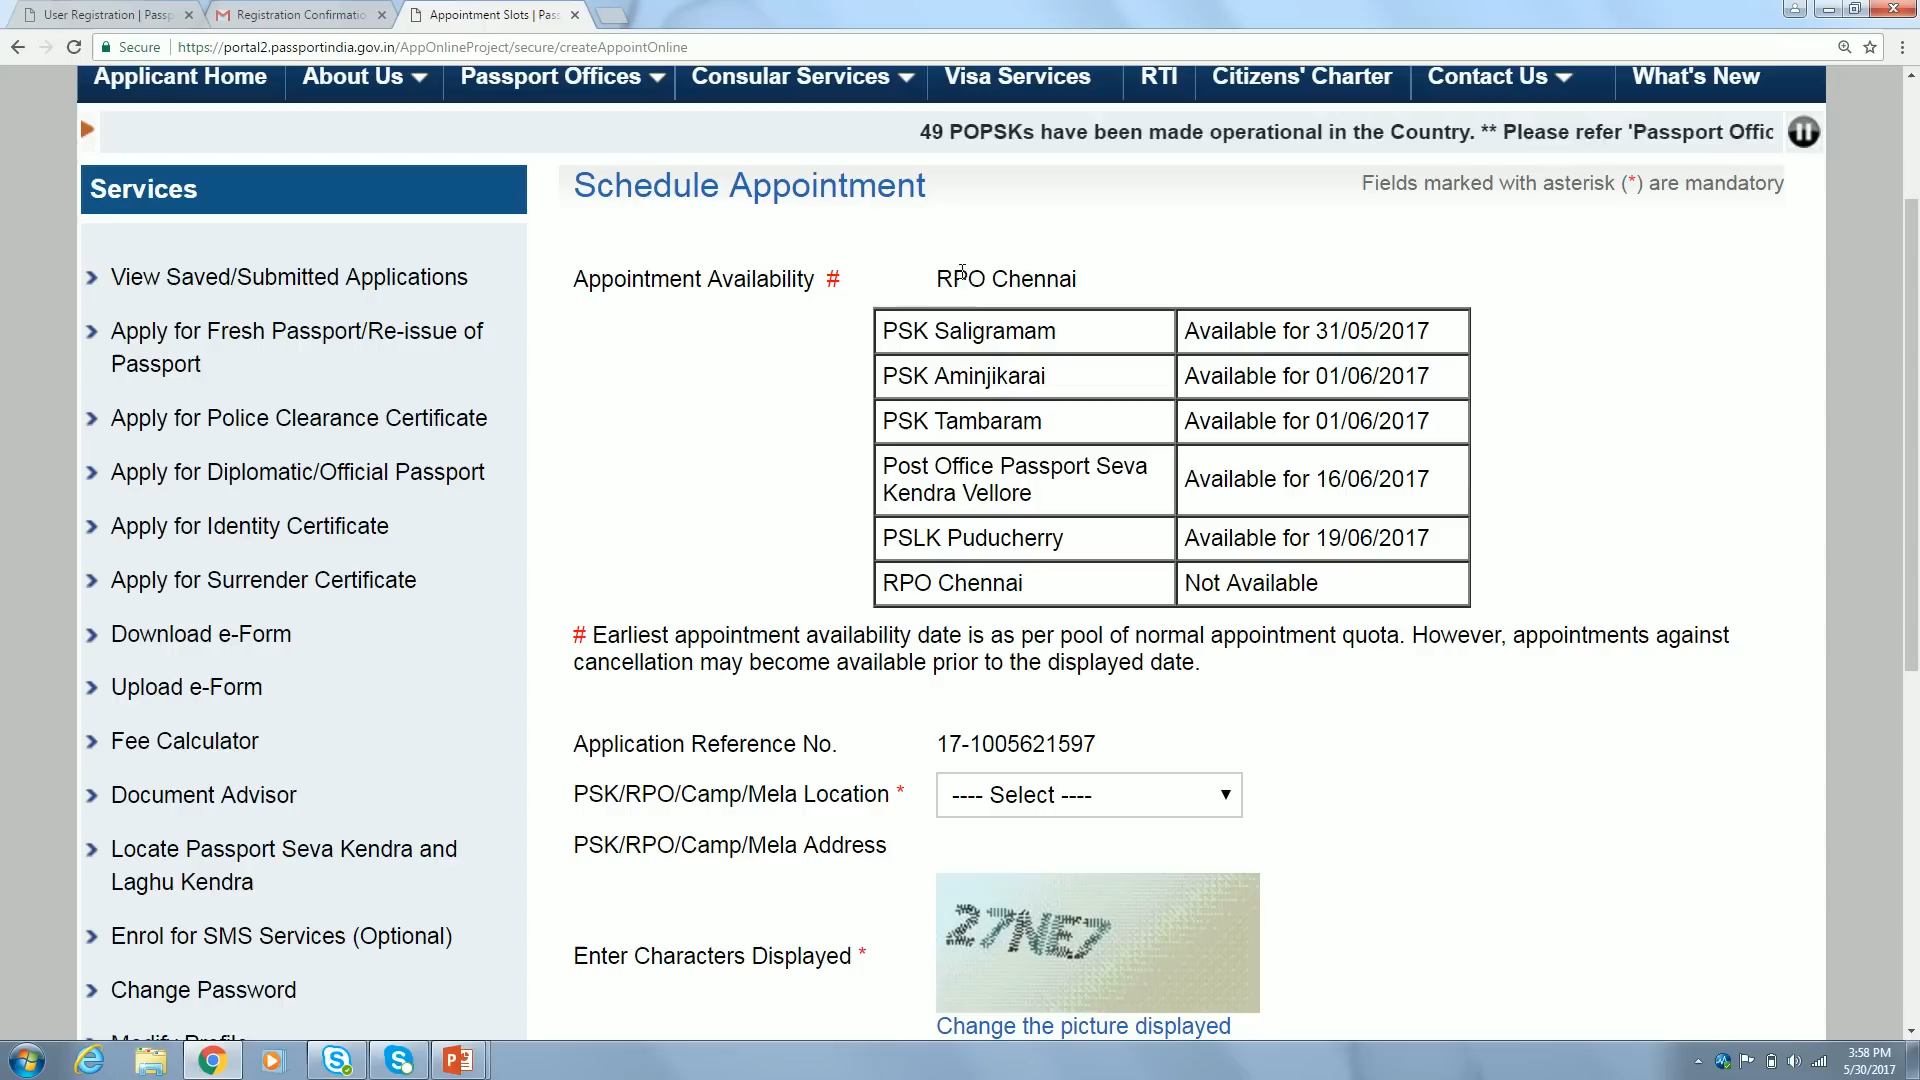 User Registration | Passp
Registration Confirmatio
Appointment Slots | Pass
Secure
https://portal2.passportindia.gov.in/AppOnlineProject/secure/createAppointOnline
Applicant Home
About Us
Passport Offices
Consular Services
Visa Services
RTI
Citizens' Charter
Contact Us
What's New
49 POPSKs have been made operational in the Country. ** Please refer 'Passport Offic
Services
View Saved/Submitted Applications
Apply for Fresh Passport/Re-issue of
Passport
Apply for Police Clearance Certificate
Apply for Diplomatic/Official Passport
Apply for Identity Certificate
Apply for Surrender Certificate
Download e-Form
Upload e-Form
Fee Calculator
Document Advisor
Locate Passport Seva Kendra and
Laghu Kendra
Enrol for SMS Services (Optional)
Change Password
Modify Profile
Schedule Appointment
Fields marked with asterisk (*) are mandatory
Appointment Availability #
RPO Chennai
PSK Saligramam
Available for 31/05/2017
PSK Aminjikarai
Available for 01/06/2017
PSK Tambaram
Available for 01/06/2017
Post Office Passport Seva
Kendra Vellore
Available for 16/06/2017
PSLK Puducherry
Available for 19/06/2017
RPO Chennai
Not Available
# Earliest appointment availability date is as per pool of normal appointment quota. However, appointments against
cancellation may become available prior to the displayed date.
Application Reference No.
17-1005621597
PSK/RPO/Camp/Mela Location *
---- Select ----
PSK/RPO/Camp/Mela Address
27NE7
Enter Characters Displayed *
Change the picture displayed
3:58 PM
5/30/2017